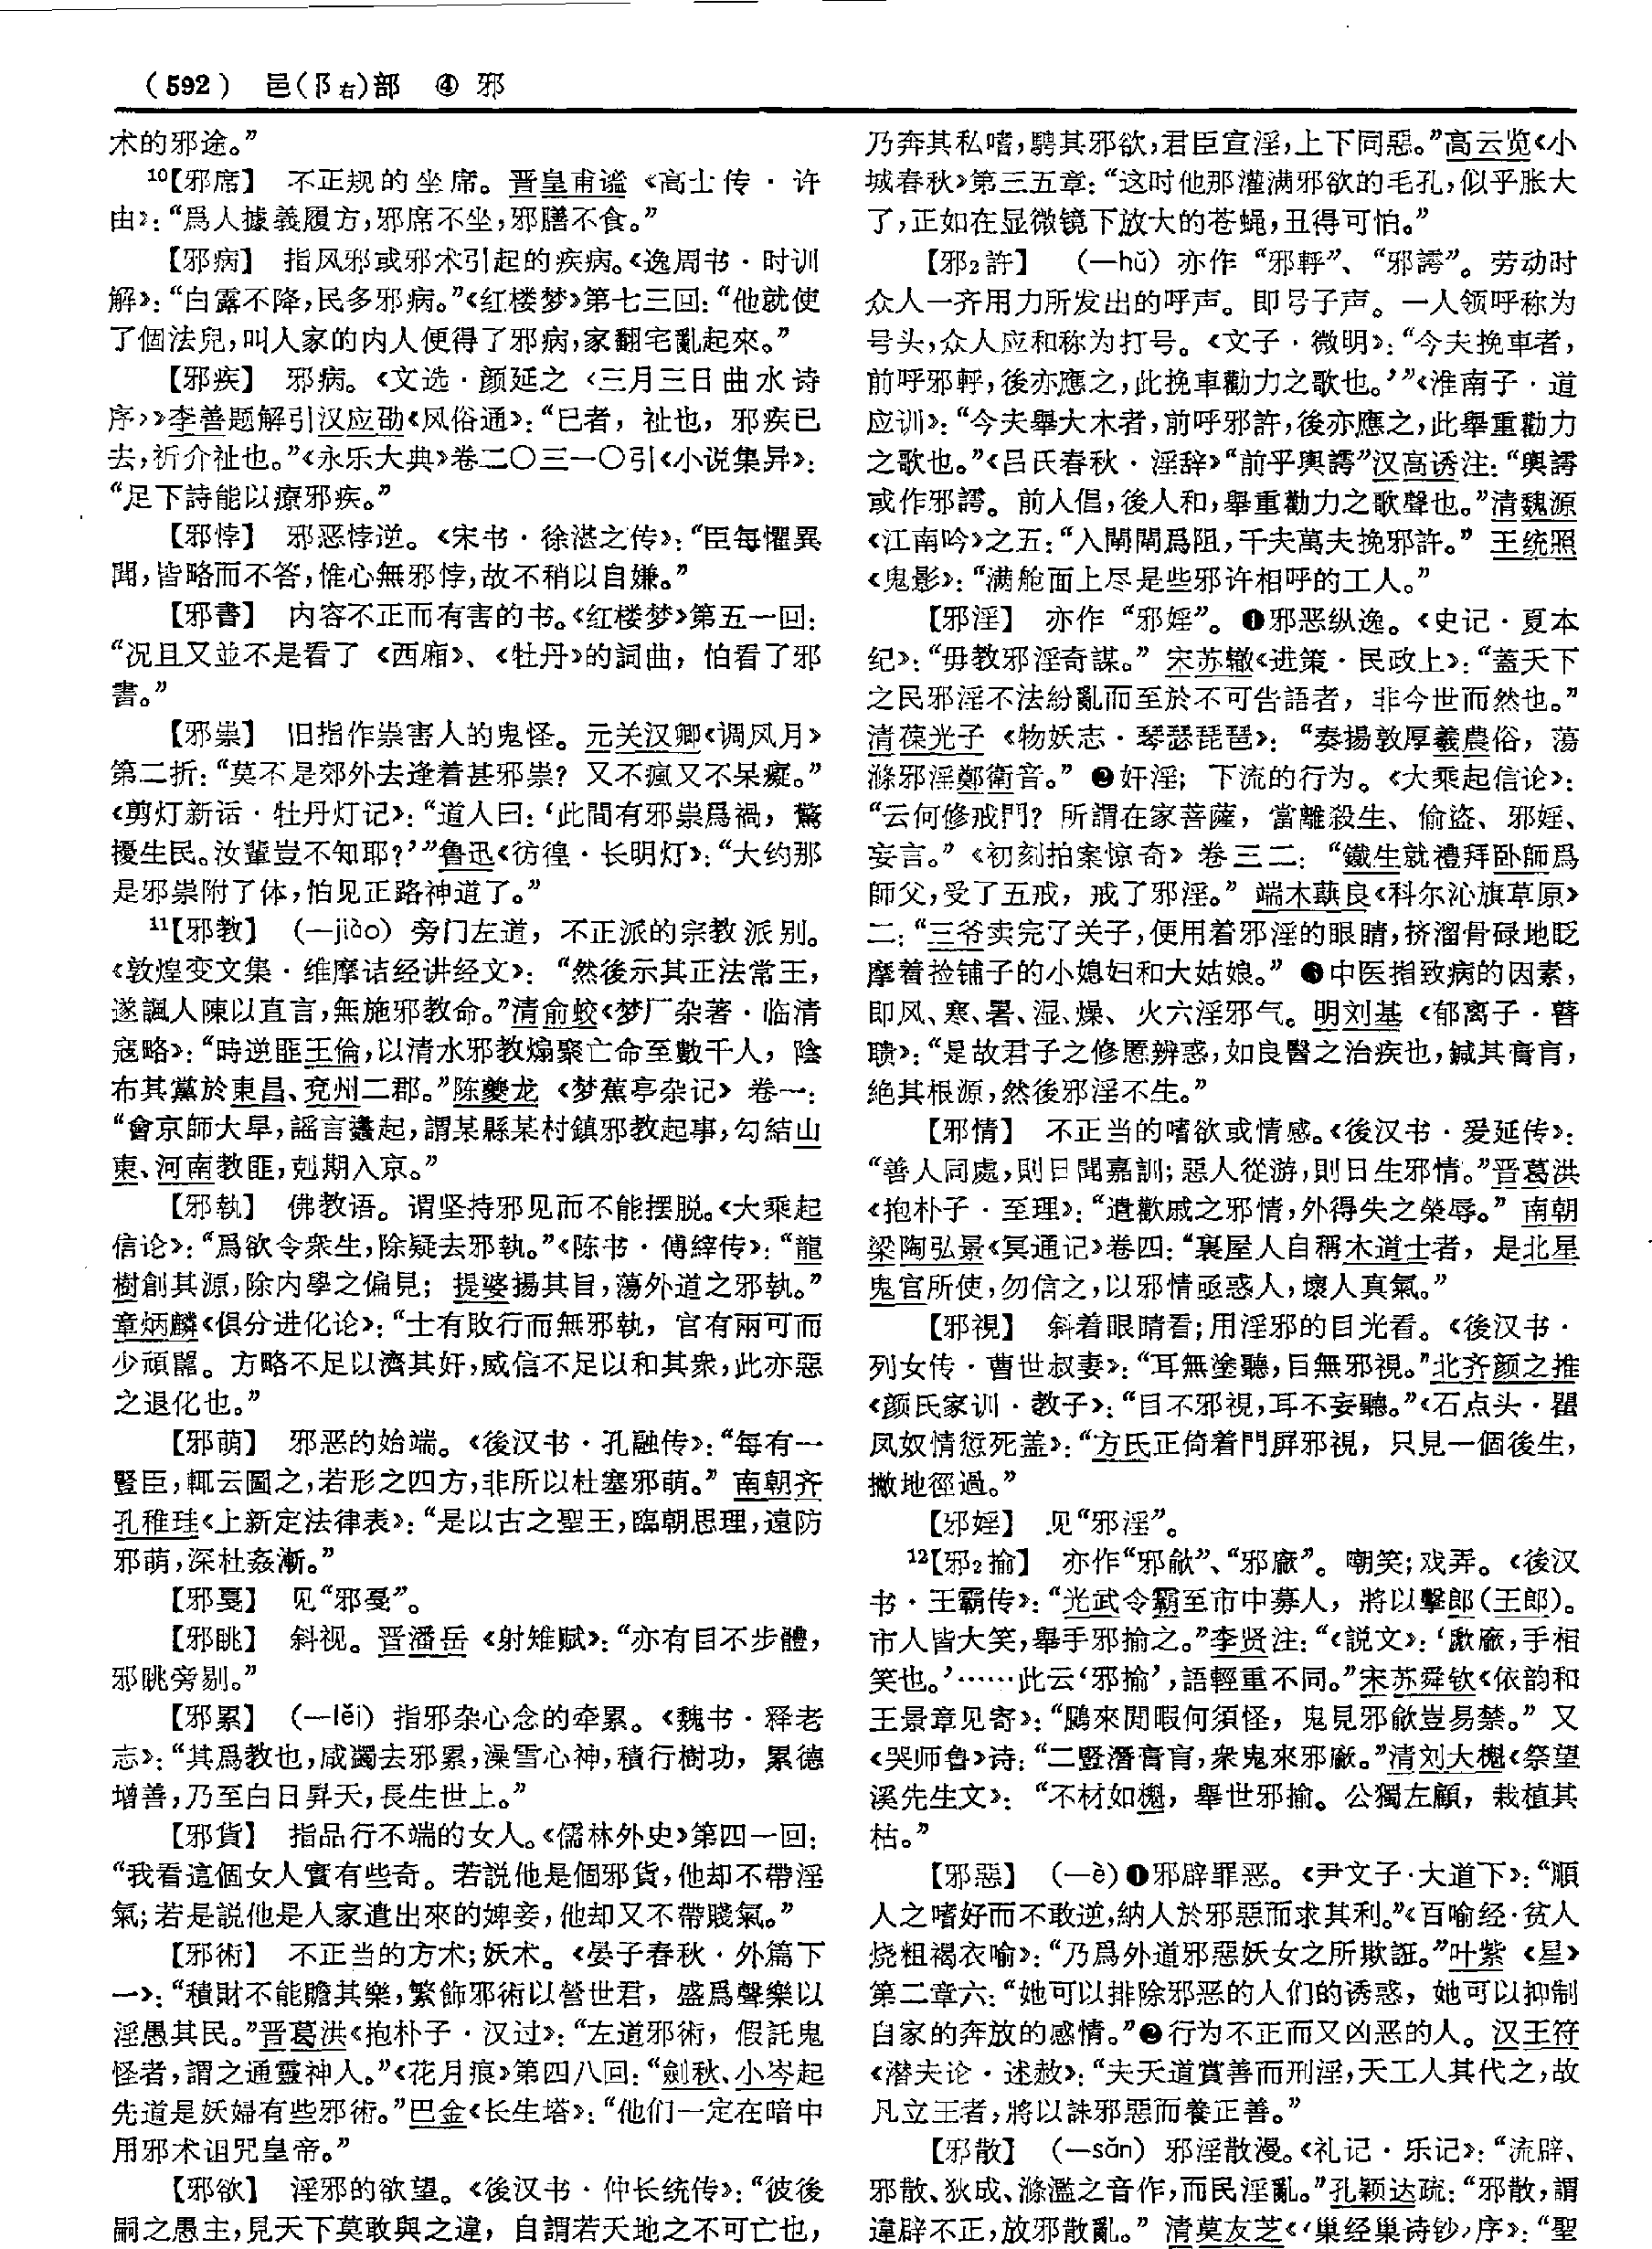 （592） 邑(阝右)部 ④ 邪
术的邪途。”
10【邪席】 不正规的坐席。晋皇甫谧《高士传·许
由》：“爲人據義履方，邪席不坐，邪膳不食。”
【邪病】 指风邪或邪术引起的疾病。《逸周书·时训
解》：“白露不降，民多邪病。”《红楼梦》第七三回：“他就使
了個法兒，叫人家的内人便得了邪病，家翻宅亂起來。”
【邪疾】 邪病。《文选·颜延之〈三月三日曲水诗
序〉》李善题解引汉应劭《风俗通》：“巳者，祉也，邪疾已
去，祈介祉也。”《永乐大典》卷二〇三一〇引《小说集异》：
“足下詩能以療邪疾。”
【邪悖】 邪恶悖逆。《宋书·徐湛之传》：“臣每懼異
聞，皆略而不答，惟心無邪悖，故不稍以自嫌。”
【邪書】 内容不正而有害的书。《红楼梦》第五一回：
“况且又並不是看了《西廂》、《牡丹》的詞曲，怕看了邪
書。”
【邪祟】 旧指作祟害人的鬼怪。元关汉卿《调风月》
第二折：“莫不是郊外去逢着甚邪祟？又不瘋又不呆癡。”
《剪灯新话·牡丹灯记》：“道人曰：‘此間有邪祟爲禍，驚
擾生民。汝輩豈不知耶？’”鲁迅《彷徨·长明灯》：“大约那
是邪祟附了体，怕见正路神道了。”
11【邪教】 （—jiào）旁门左道，不正派的宗教派别。
《敦煌变文集·维摩诘经讲经文》：“然後示其正法常王，
遂諷人陳以直言，無施邪教命。”清俞蛟《梦厂杂著·临清
寇略》：“時逆匪王倫，以清水邪教煽聚亡命至數千人，陰
布其黨於東昌、兖州二郡。”陈夔龙《梦蕉亭杂记》卷一：
“會京師大旱，謡言蠭起，謂某縣某村鎮邪教起事，勾結山
東、河南教匪，剋期入京。”
【邪執】 佛教语。谓坚持邪见而不能摆脱。《大乘起
信论》：“爲欲令衆生，除疑去邪執。”《陈书·傅縡传》：“龍
樹創其源，除内學之偏見；提婆揚其旨，蕩外道之邪執。”
章炳麟《俱分进化论》：“士有敗行而無邪執，官有兩可而
少頑嚚。方略不足以濟其奸，威信不足以和其衆，此亦惡
之退化也。”
【邪萌】 邪恶的始端。《後汉书·孔融传》：“每有一
豎臣，輒云圖之，若形之四方，非所以杜塞邪萌。”南朝齐
孔稚珪《上新定法律表》：“是以古之聖王，臨朝思理，遠防
邪萌，深杜姦漸。”
【邪戛】 见“邪戞”。
【邪眺】 斜视。晋潘岳《射雉赋》：“亦有目不步體，
邪眺旁剔。”
【邪累】 （—lěi）指邪杂心念的牵累。《魏书·释老
志》：“其爲教也，咸蠲去邪累，澡雪心神，積行樹功，累德
增善，乃至白日昇天，長生世上。”
【邪貨】 指品行不端的女人。《儒林外史》第四一回：
“我看這個女人實有些奇。若説他是個邪貨，他却不帶淫
氣；若是説他是人家遣出來的婢妾，他却又不帶賤氣。”
【邪術】 不正当的方术；妖术。《晏子春秋·外篇下
一》：“積財不能贍其樂，繁飾邪術以營世君，盛爲聲樂以
淫愚其民。”晋葛洪《抱朴子·汉过》：“左道邪術，假託鬼
怪者，謂之通靈神人。”《花月痕》第四八回：“劍秋、小岑起
先道是妖婦有些邪術。”巴金《长生塔》：“他们一定在暗中
用邪术诅咒皇帝。”
【邪欲】 淫邪的欲望。《後汉书·仲长统传》：“彼後
嗣之愚主，見天下莫敢與之違，自謂若天地之不可亡也，
乃奔其私嗜，騁其邪欲，君臣宣淫，上下同惡。”高云览《小
城春秋》第三五章：“这时他那灌满邪欲的毛孔，似乎胀大
了，正如在显微镜下放大的苍蝇，丑得可怕。”
【邪2許】 （—hǔ）亦作“邪軤”、“邪謣”。劳动时
众人一齐用力所发出的呼声。即号子声。一人领呼称为
号头，众人应和称为打号。《文子·微明》：“今夫挽車者，
前呼邪軤，後亦應之，此挽車勸力之歌也。’”《淮南子·道
应训》：“今夫舉大木者，前呼邪許，後亦應之，此舉重勸力
之歌也。”《吕氏春秋·淫辞》“前乎輿謣”汉高诱注：“輿謣
或作邪謣。前人倡，後人和，舉重勸力之歌聲也。”清魏源
《江南吟》之五：“入閘閘爲阻，千夫萬夫挽邪許。”王统照
《鬼影》：“满舱面上尽是些邪许相呼的工人。”
【邪淫】 亦作“邪婬”。❶邪恶纵逸。《史记·夏本
纪》：“毋教邪淫奇謀。”宋苏辙《进策·民政上》：“蓋天下
之民邪淫不法紛亂而至於不可告語者，非今世而然也。”
清葆光子《物妖志·琴瑟琵琶》：“奏揚敦厚羲農俗，蕩
滌邪淫鄭衛音。”❷奸淫；下流的行为。《大乘起信论》：
“云何修戒門？所謂在家菩薩，當離殺生、偷盗、邪婬、
妄言。”《初刻拍案惊奇》卷三二：“鐵生就禮拜卧師爲
師父，受了五戒，戒了邪淫。”端木蕻良《科尔沁旗草原》
二：“三爷卖完了关子，便用着邪淫的眼睛，挤溜骨碌地眨
摩着捡铺子的小媳妇和大姑娘。”❸中医指致病的因素，
即风、寒、暑、湿、燥、火六淫邪气。明刘基《郁离子·瞽
聩》：“是故君子之修慝辨惑，如良醫之治疾也，鍼其膏肓，
絶其根源，然後邪淫不生。”
【邪情】 不正当的嗜欲或情感。《後汉书·爰延传》：
“善人同處，則日聞嘉訓；惡人從游，則日生邪情。”晋葛洪
《抱朴子·至理》：“遣歡戚之邪情，外得失之榮辱。”南朝
梁陶弘景《冥通记》卷四：“裏屋人自稱木道士者，是北星
鬼官所使，勿信之，以邪情亟惑人，壞人真氣。”
【邪視】 斜着眼睛看；用淫邪的目光看。《後汉书·
列女传·曹世叔妻》：“耳無塗聽，目無邪視。”北齐颜之推
《颜氏家训·教子》：“目不邪視，耳不妄聽。”《石点头·瞿
凤奴情愆死盖》：“方氏正倚着門屏邪視，只見一個後生，
撇地徑過。”
【邪婬】 见“邪淫”。
12【邪2揄】 亦作“邪歈”、“邪廞”。嘲笑；戏弄。《後汉
书·王霸传》：“光武令霸至市中募人，將以擊郎（王郎）。
市人皆大笑，舉手邪揄之。”李贤注：“《説文》：‘歋廞，手相
笑也。’……此云‘邪揄’，語輕重不同。”宋苏舜钦《依韵和
王景章见寄》：“鵩來閒暇何須怪，鬼見邪歈豈易禁。”又
《哭师鲁》诗：“二豎潛膏肓，衆鬼來邪廞。”清刘大櫆《祭望
溪先生文》：“不材如櫆，舉世邪揄。公獨左顧，栽植其
枯。”
【邪惡】 （—è）❶邪辟罪恶。《尹文子·大道下》：“順
人之嗜好而不敢逆，納人於邪惡而求其利。”《百喻经·贫人
烧粗褐衣喻》：“乃爲外道邪惡妖女之所欺誑。”叶紫《星》
第二章六：“她可以排除邪恶的人们的诱惑，她可以抑制
自家的奔放的感情。”❷行为不正而又凶恶的人。汉王符
《潜夫论·述赦》：“夫天道賞善而刑淫，天工人其代之，故
凡立王者，將以誅邪惡而養正善。”
【邪散】 （—sǎn）邪淫散漫。《礼记·乐记》：“流辟、
邪散、狄成、滌濫之音作，而民淫亂。”孔颖达疏：“邪散，謂
違辟不正，放邪散亂。”清莫友芝《〈巢经巢诗钞〉序》：“聖